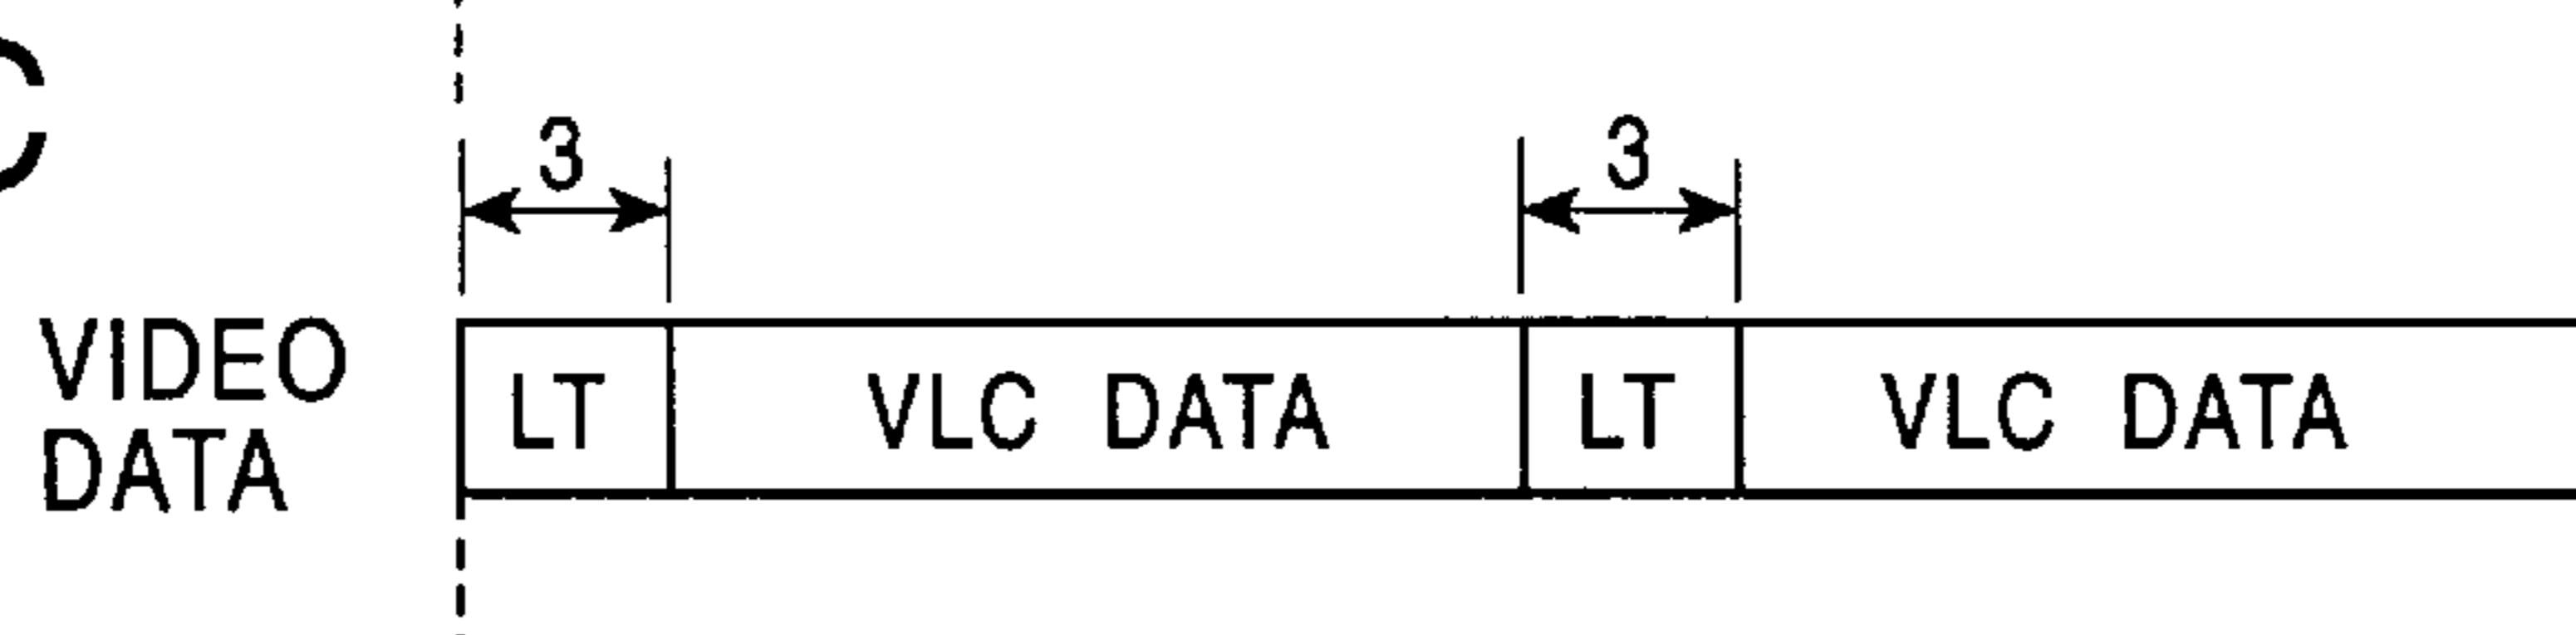 C
3 3
VIDEO
DATA
LT VLC DATA LT VLC DATA